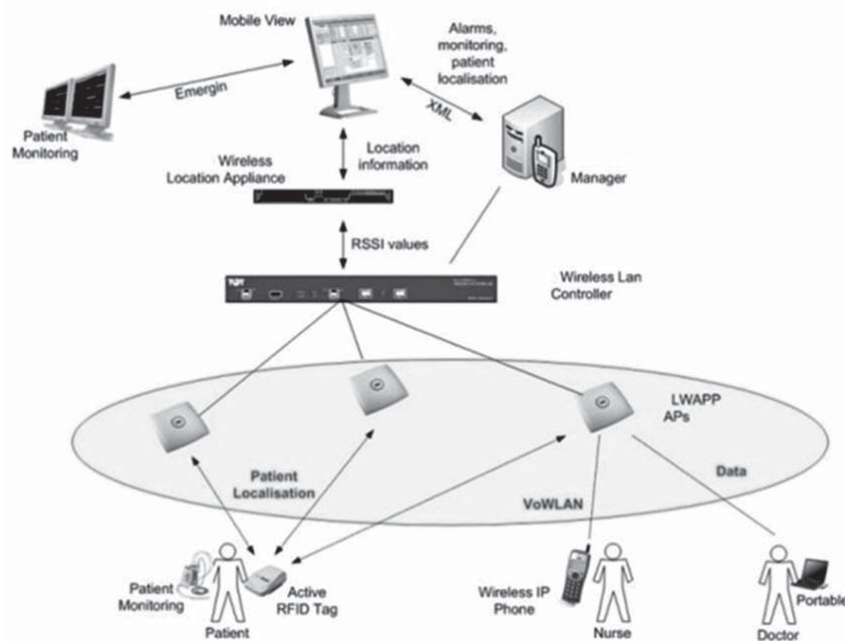 Mobile View
Alarms,
monitoring,
patient
localisation
Emergin
XML
Patient
Monitoring
Wireless
Location Appliance
Location
information
Manager
RSSI values
Wireless Lan
Controller
LWAPP
APs
Patient
Localisation
Data
VoWLAN
Patient
Monitoring
Active
RFID Tag
Patient
Wireless IP
Phone
Nurse
Portable
Doctor